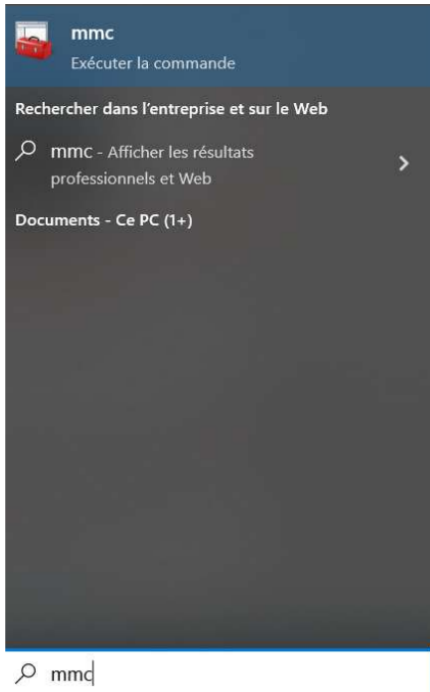 mmc
Exécuter la commande
Rechercher dans l'entreprise et sur le Web
mmc - Afficher les résultats
professionnels et Web
Documents - Ce PC (1+)
mmc